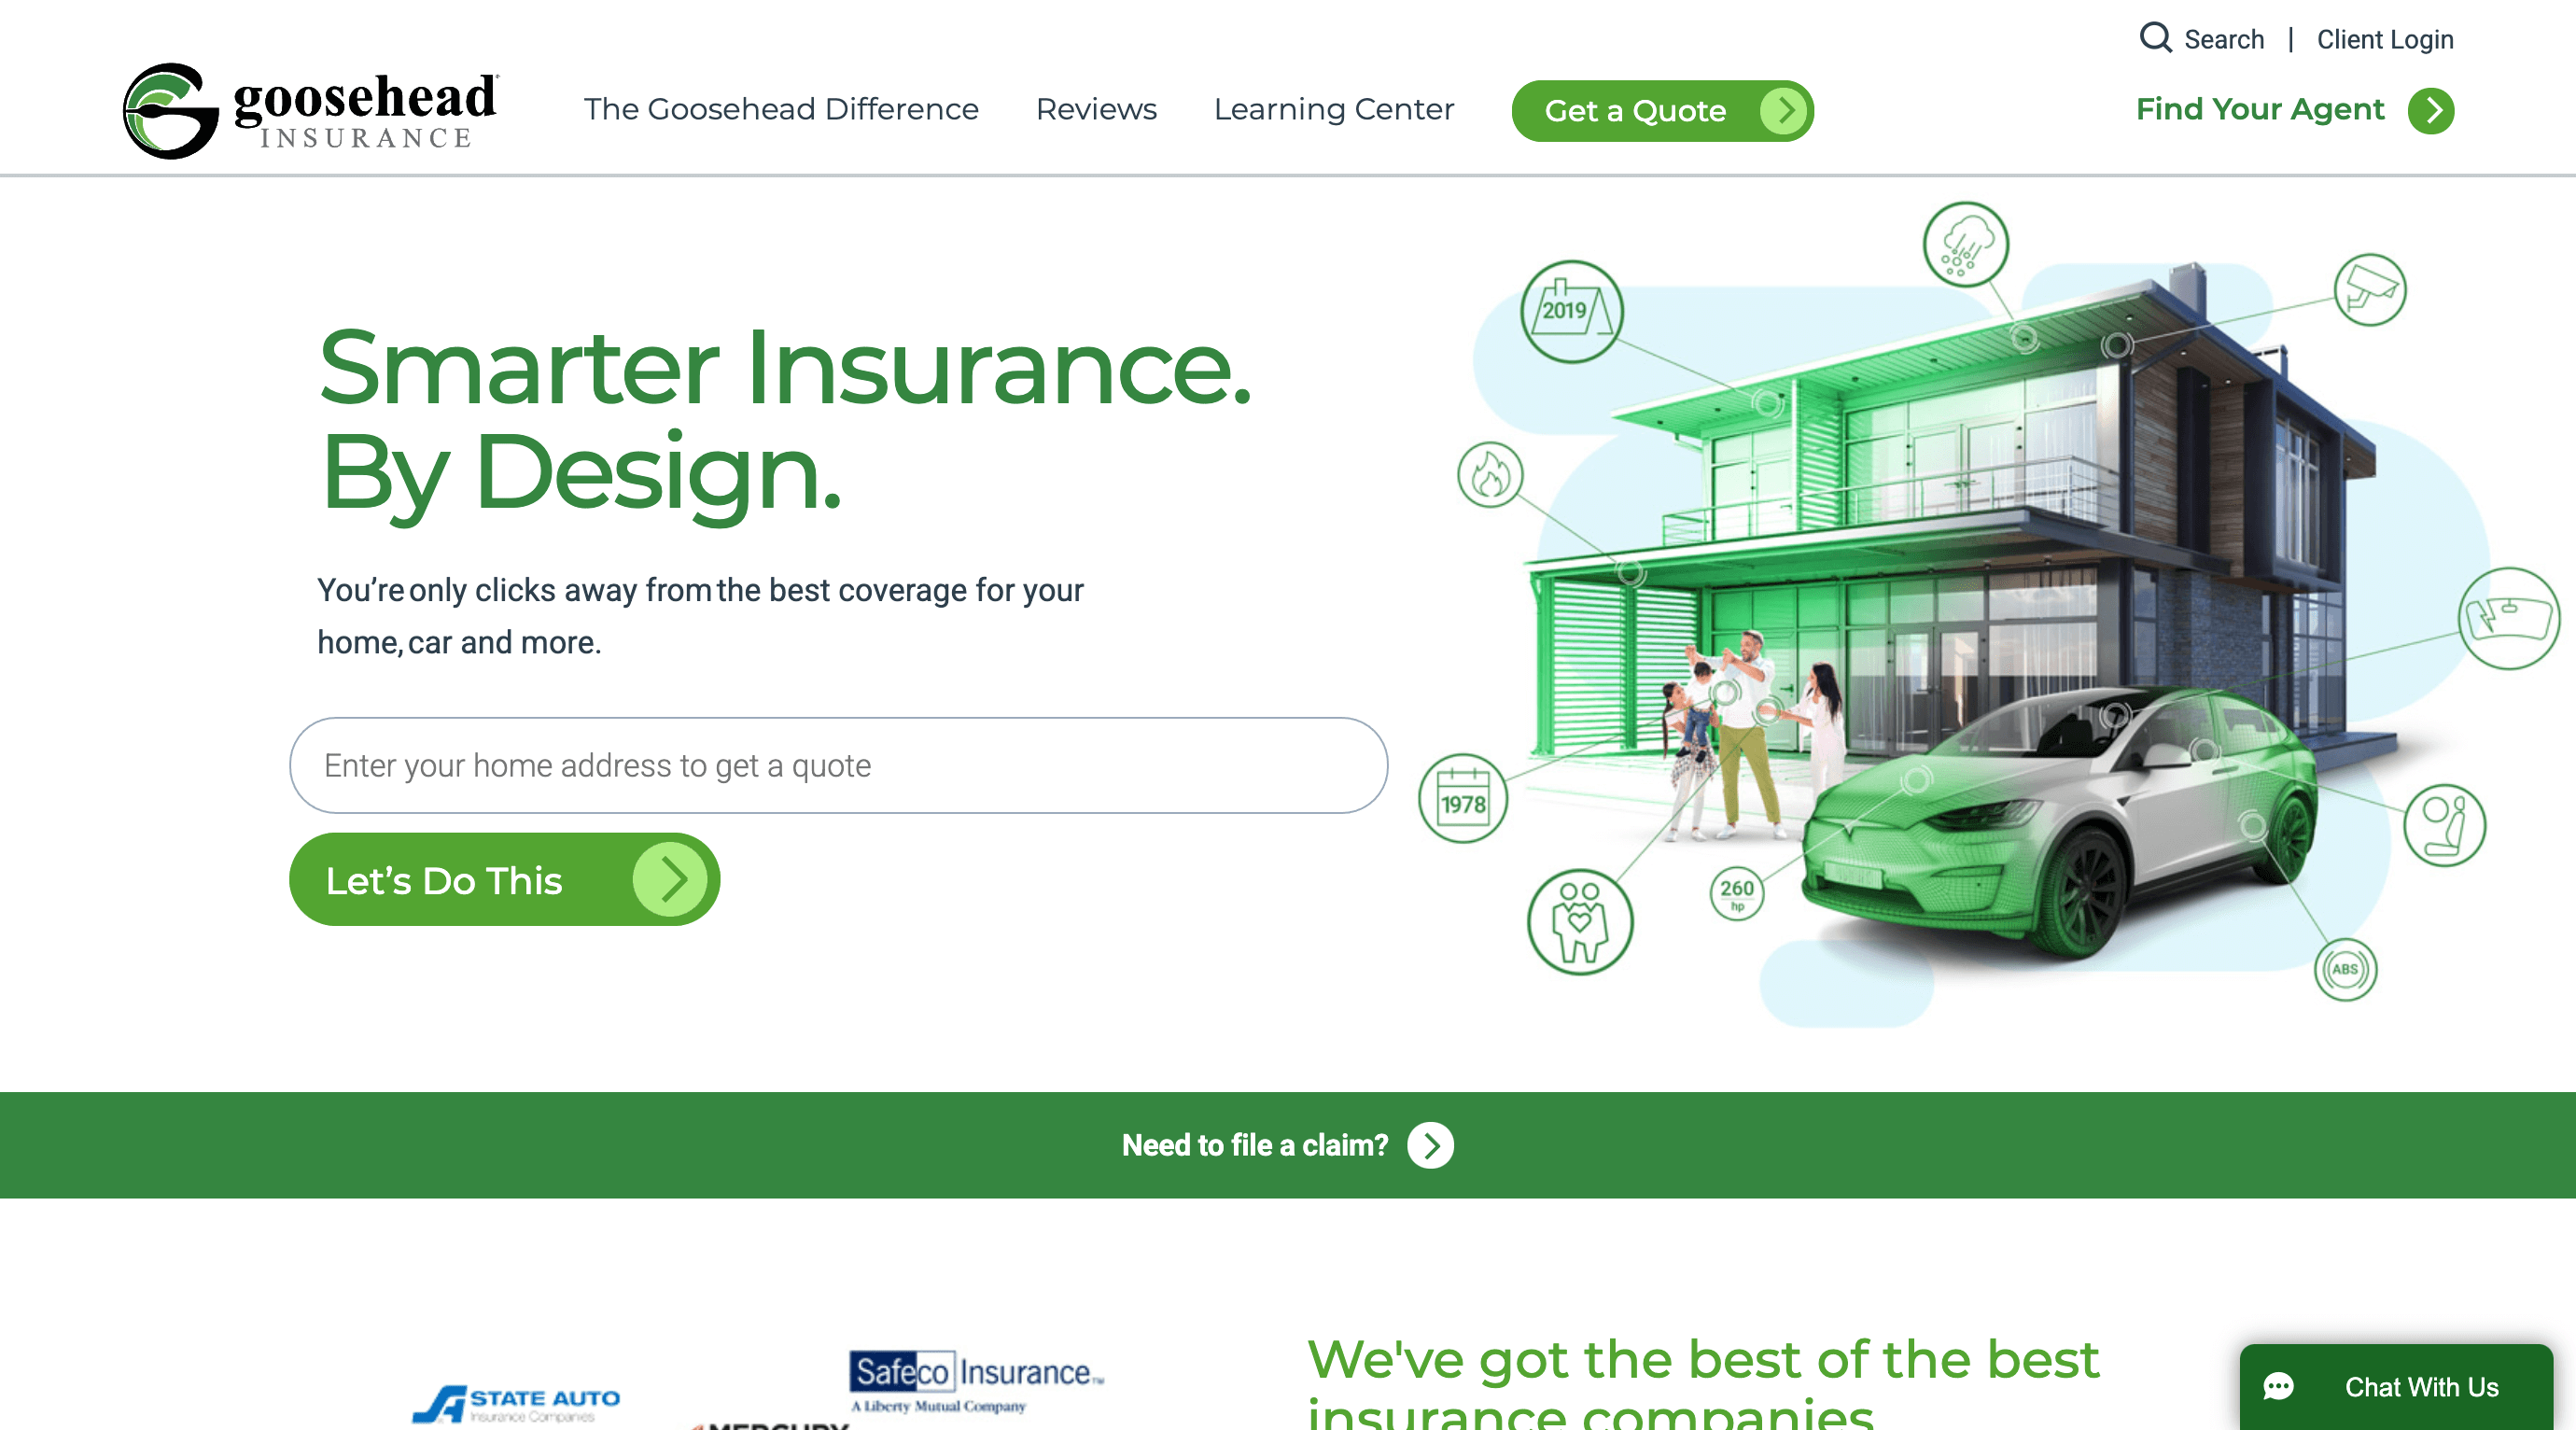 Search | Client Login
goosehead
INSURANCE
The Goosehead Difference
Reviews
Learning Center
Get a Quote
Find Your Agent
Smarter Insurance.
By Design.
You’re only clicks away from the best coverage for your
home, car and more.
Enter your home address to get a quote
Let’s Do This
2019
1978
260
hp
ABS
Need to file a claim?
STATE AUTO
Insurance Companies
Safeco Insurance™
A Liberty Mutual Company
MERCURY
We've got the best of the best
insurance companies
Chat With Us